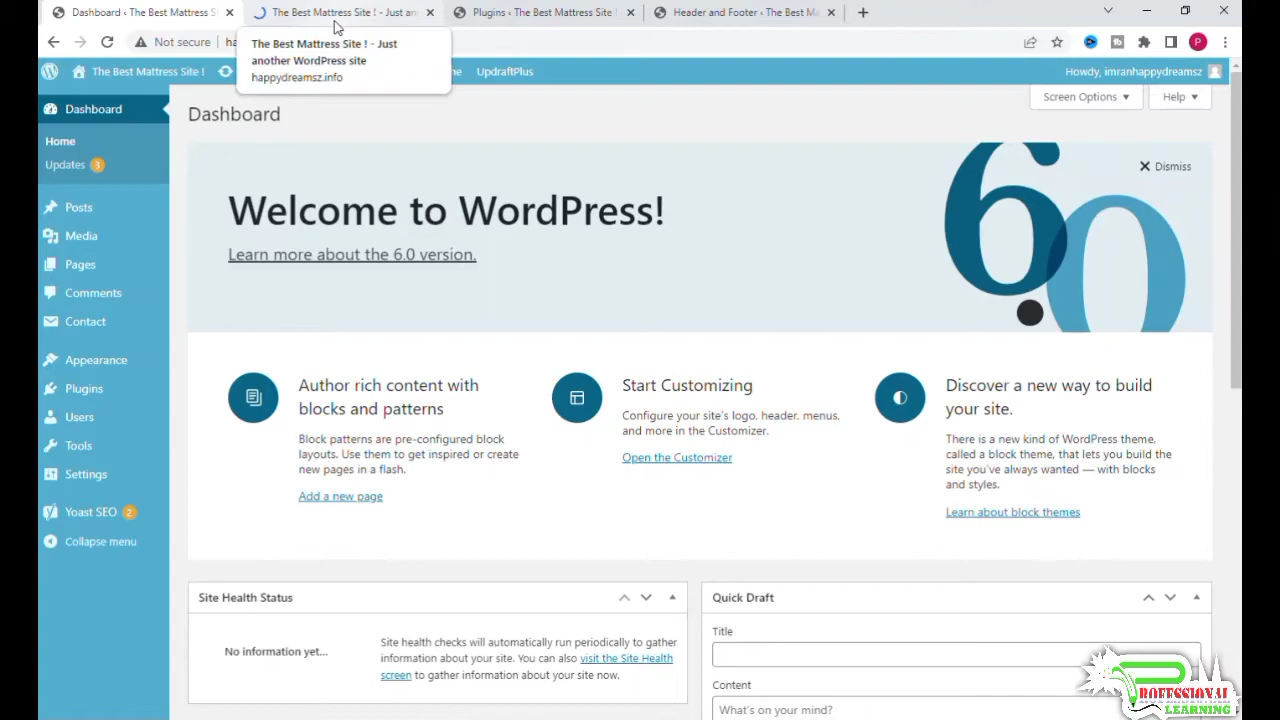 Dashboard ‹ The Best Mattress S
The Best Mattress Site ! - Just an
Plugins ‹ The Best Mattress Site !
Header and Footer ‹ The Best Ma
Not secure
The Best Mattress Site ! - Just
another WordPress site
happydreamsz.info
The Best Mattress Site !
UpdraftPlus
Howdy, imranhappydreamsz
Screen Options
Help
Dashboard
Home
Updates 3
Posts
Media
Pages
Comments
Contact
Appearance
Plugins
Users
Tools
Settings
Yoast SEO 2
Collapse menu
Dashboard
Dismiss
Welcome to WordPress!
Learn more about the 6.0 version.
6.0
Author rich content with
blocks and patterns
Block patterns are pre-configured block
layouts. Use them to get inspired or create
new pages in a flash.
Add a new page
Start Customizing
Configure your site's logo, header, menus,
and more in the Customizer.
Open the Customizer
Discover a new way to build
your site.
There is a new kind of WordPress theme,
called a block theme, that lets you build the
site you've always wanted — with blocks
and styles.
Learn about block themes
Site Health Status
No information yet...
Site health checks will automatically run periodically to gather
information about your site. You can also visit the Site Health
screen to gather information about your site now.
Quick Draft
Title
Content
What's on your mind?
PROFESSIONAL
LEARNING